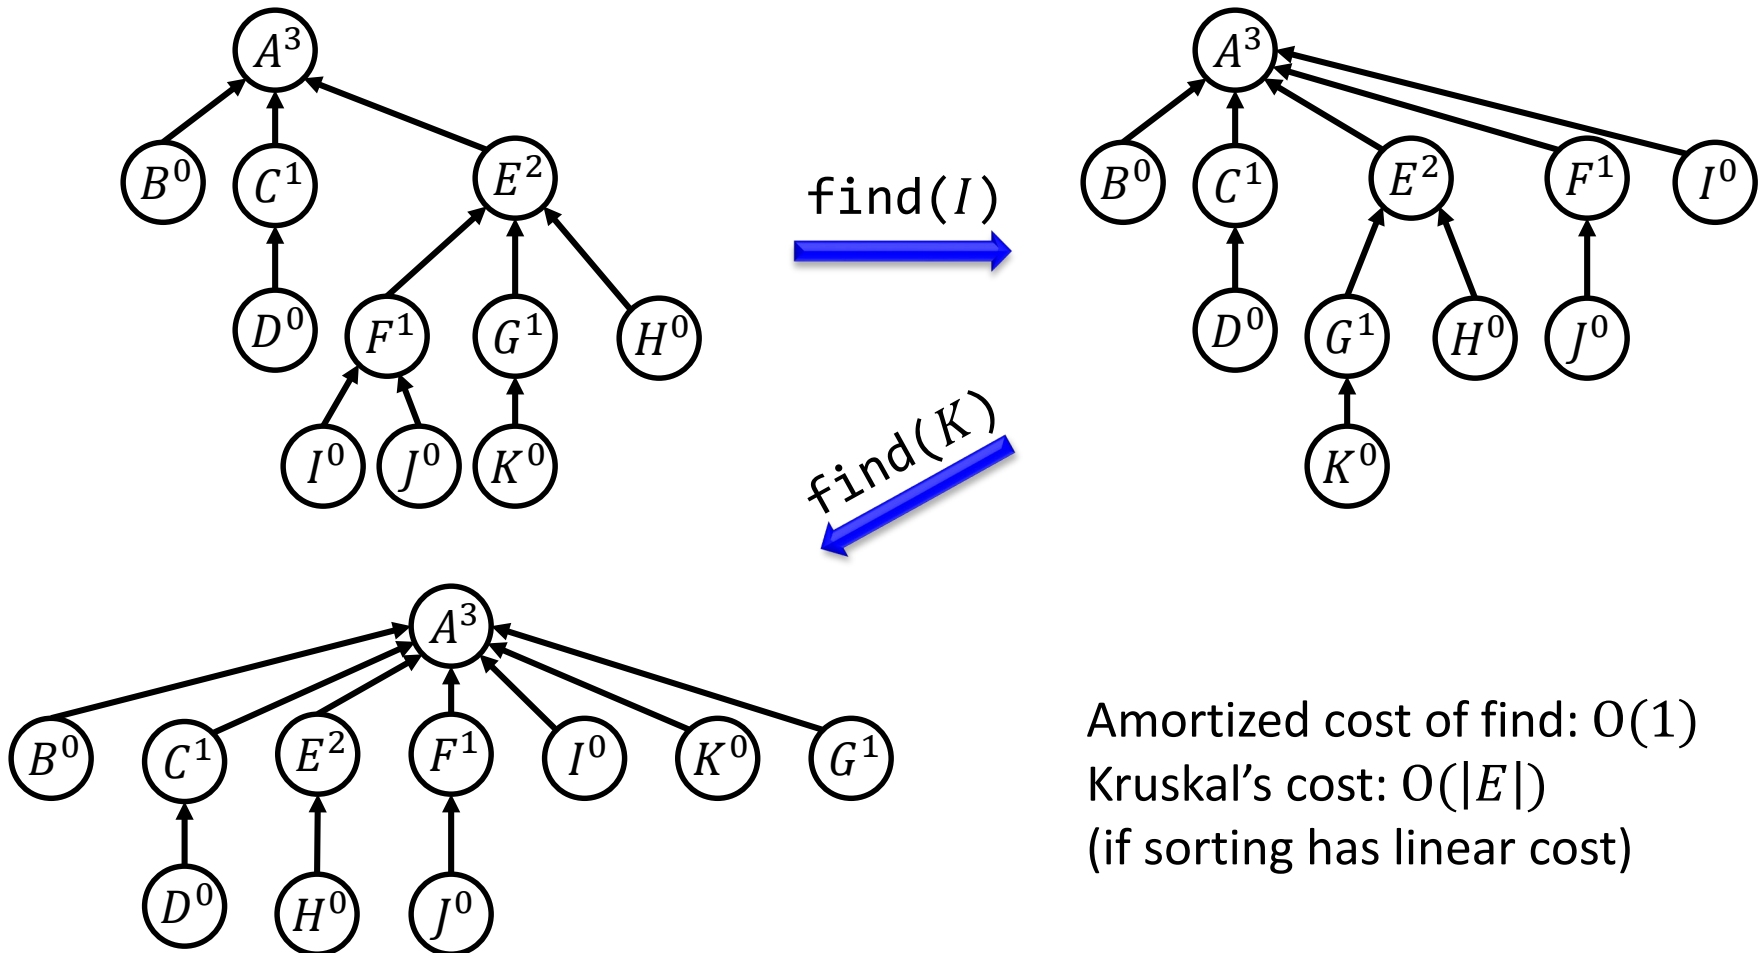 A³
B⁰ C¹ E²
D⁰ F¹ G¹ H⁰
I⁰ J⁰ K⁰
find(I)
A³
B⁰ C¹ E² F¹ I⁰
D⁰ G¹ H⁰ J⁰
K⁰
find(K)
A³
B⁰ C¹ E² F¹ I⁰ K⁰ G¹
D⁰ H⁰ J⁰
Amortized cost of find: O(1)
Kruskal’s cost: O(|E|)
(if sorting has linear cost)